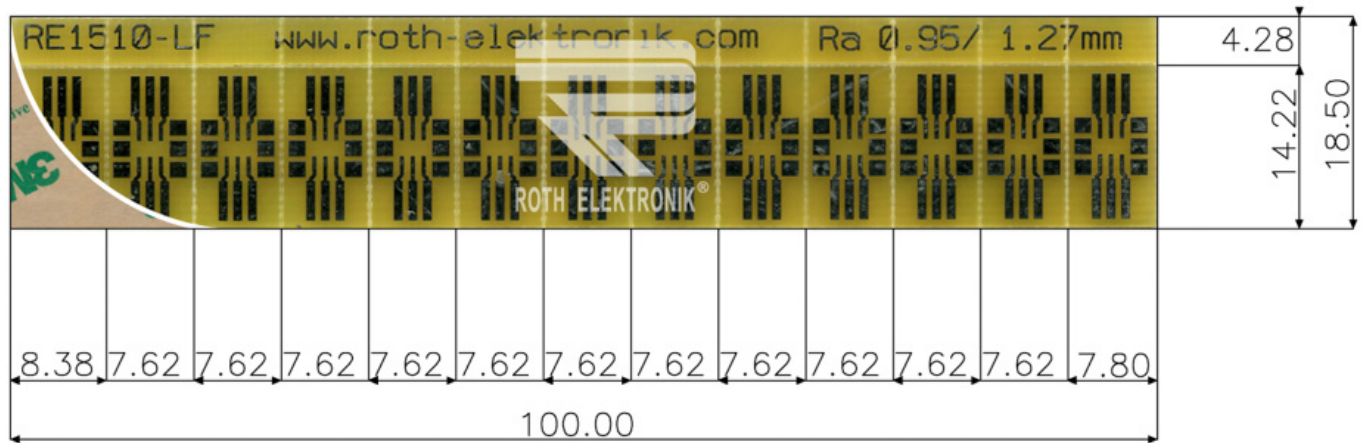 RE1510-LF www.roth-elektronik.com Ra 0.95/ 1.27mm
4.28
14.22
18.50
ROTH ELEKTRONIK®
8.38 7.62 7.62 7.62 7.62 7.62 7.62 7.62 7.62 7.62 7.62 7.62 7.80
100.00